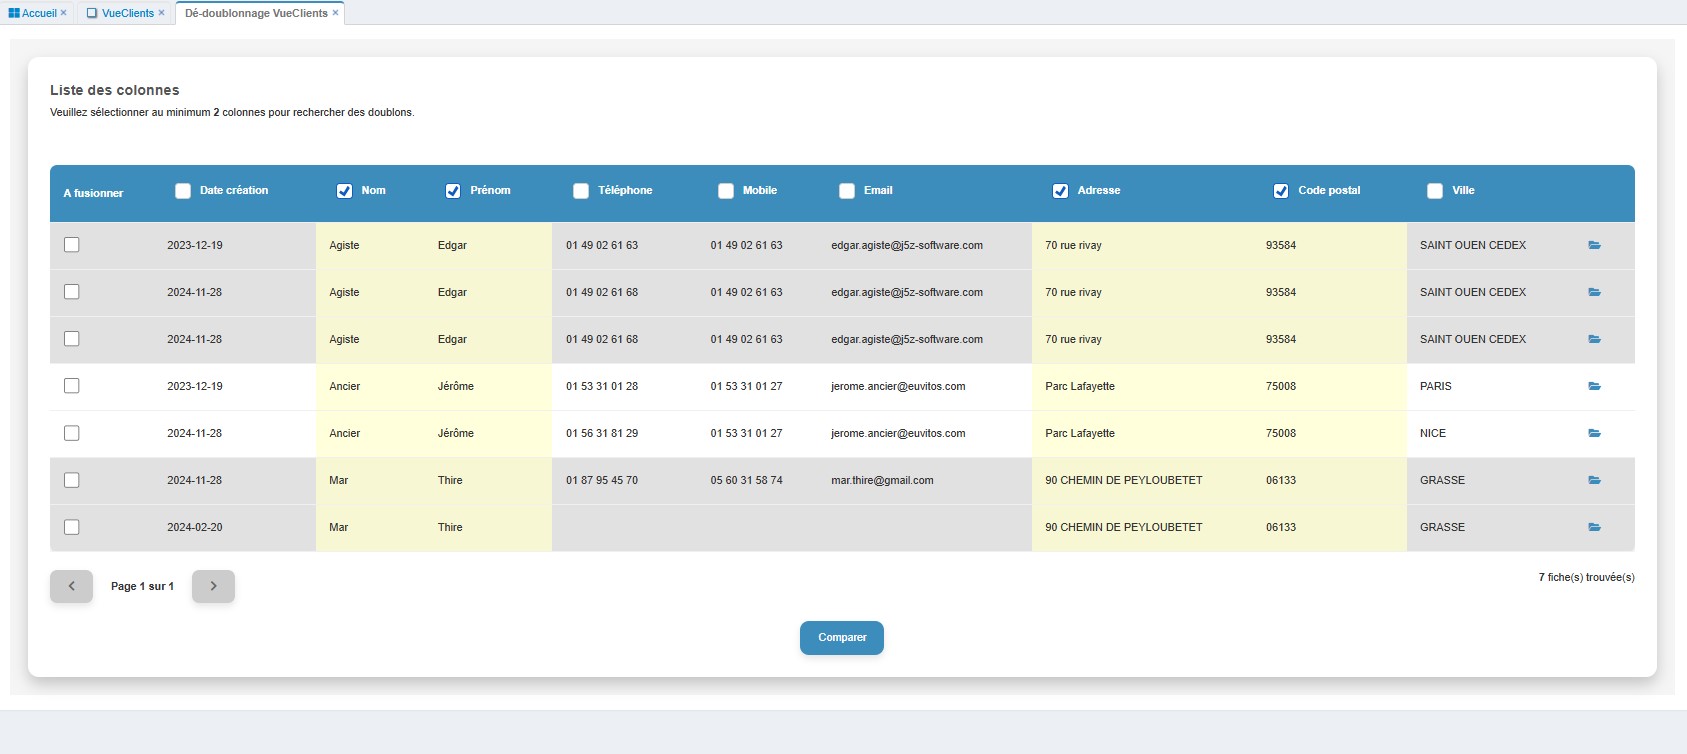 Accueil × VueClients × Dé-doublonnage VueClients ×
Liste des colonnes
Veuillez sélectionner au minimum 2 colonnes pour rechercher des doublons.
A fusionner Date création Nom Prénom Téléphone Mobile Email Adresse Code postal Ville
2023-12-19 Agiste Edgar 01 49 02 61 63 01 49 02 61 63 edgar.agiste@j5z-software.com 70 rue rivay 93584 SAINT OUEN CEDEX
2024-11-28 Agiste Edgar 01 49 02 61 68 01 49 02 61 63 edgar.agiste@j5z-software.com 70 rue rivay 93584 SAINT OUEN CEDEX
2024-11-28 Agiste Edgar 01 49 02 61 68 01 49 02 61 63 edgar.agiste@j5z-software.com 70 rue rivay 93584 SAINT OUEN CEDEX
2023-12-19 Ancier Jérôme 01 53 31 01 28 01 53 31 01 27 jerome.ancier@euvitos.com Parc Lafayette 75008 PARIS
2024-11-28 Ancier Jérôme 01 56 31 81 29 01 53 31 01 27 jerome.ancier@euvitos.com Parc Lafayette 75008 NICE
2024-11-28 Mar Thire 01 87 95 45 70 05 60 31 58 74 mar.thire@gmail.com 90 CHEMIN DE PEYLOUBETET 06133 GRASSE
2024-02-20 Mar Thire 90 CHEMIN DE PEYLOUBETET 06133 GRASSE
Page 1 sur 1
7 fiche(s) trouvée(s)
Comparer